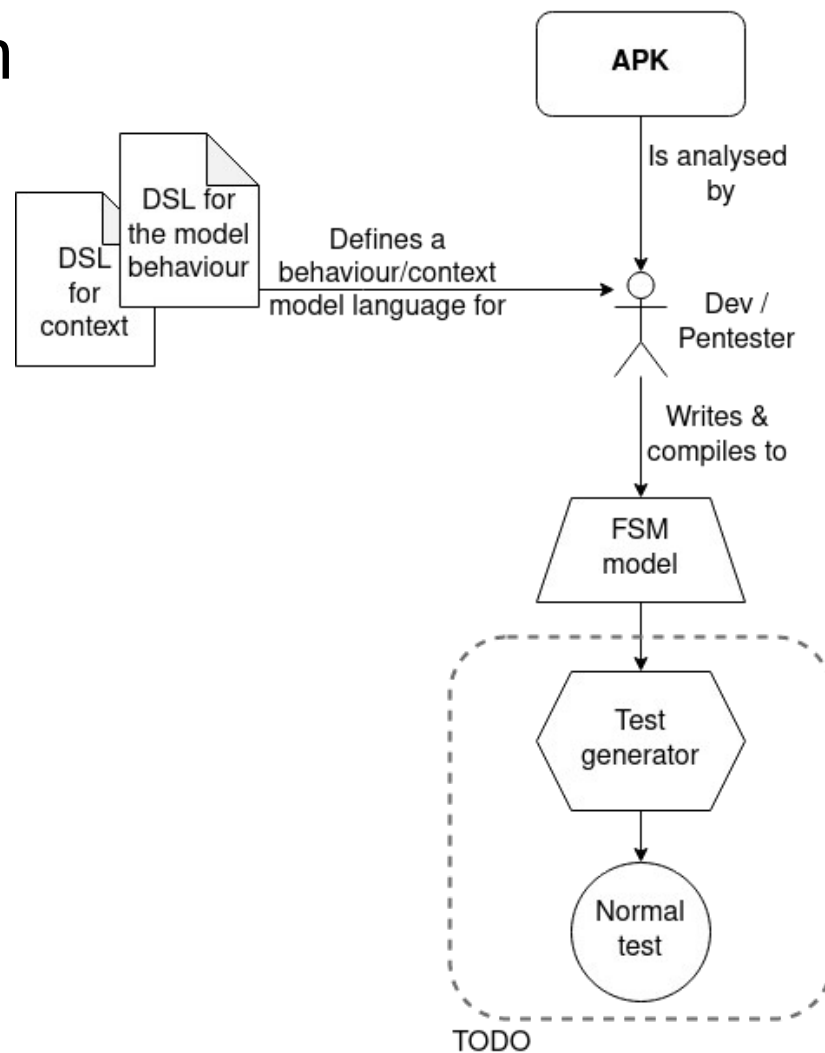 n
APK
Is analysed
by
DSL for
the model
behaviour
DSL
for
context
Defines a
behaviour/context
model language for
Dev /
Pentester
Writes &
compiles to
FSM
model
Test
generator
Normal
test
TODO